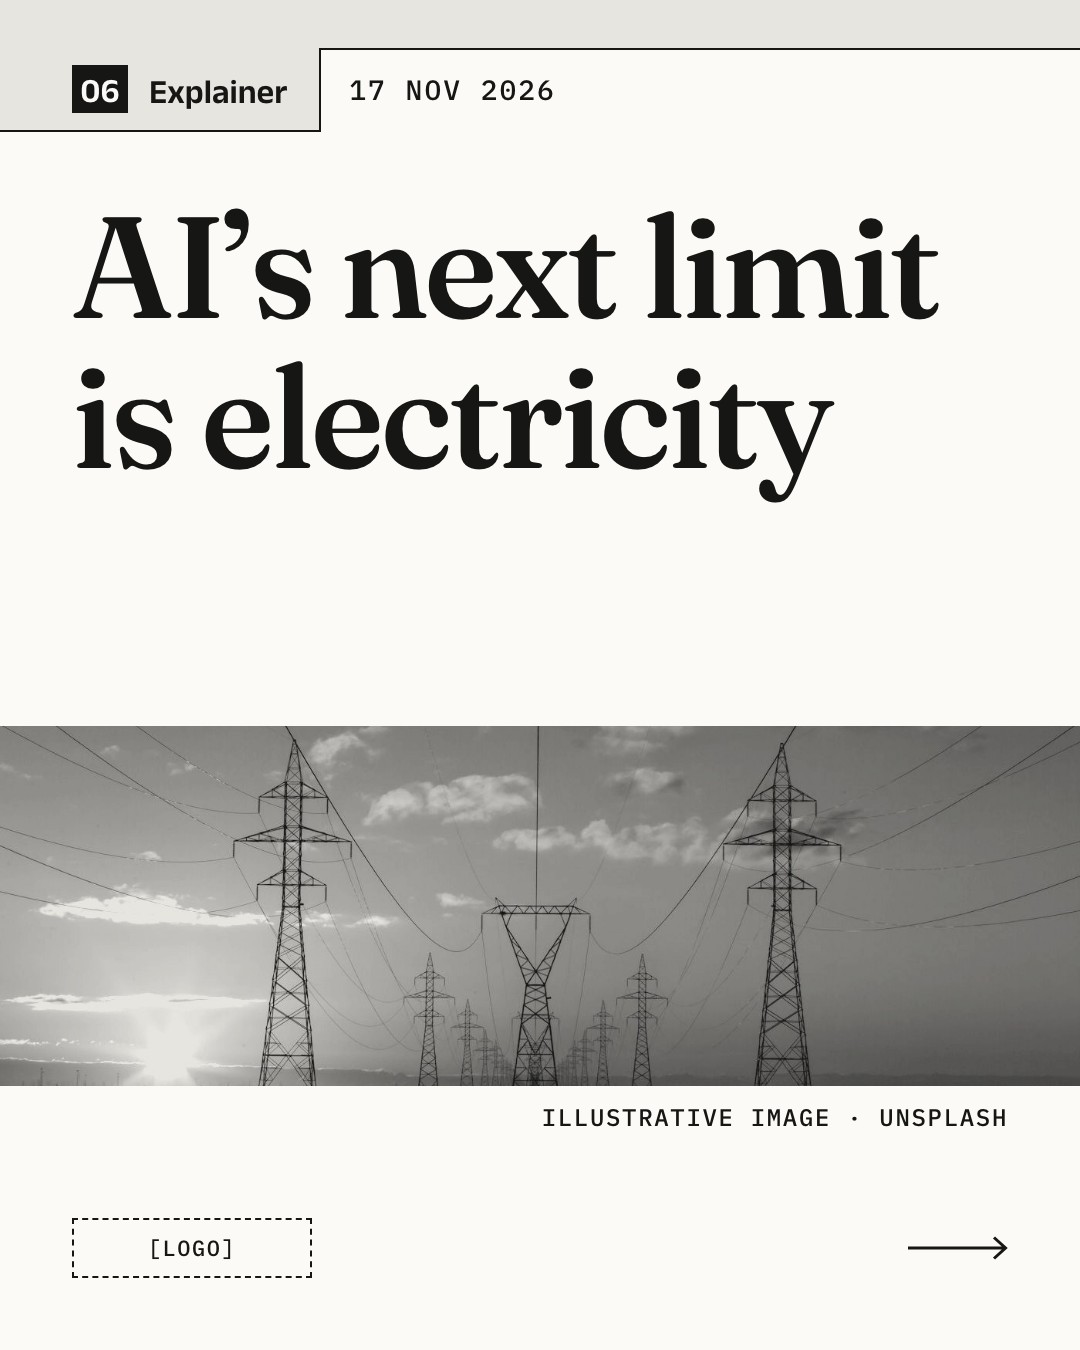 06 Explainer
17 NOV 2026
AI’s next limit
is electricity
ILLUSTRATIVE IMAGE · UNSPLASH
[LOGO]